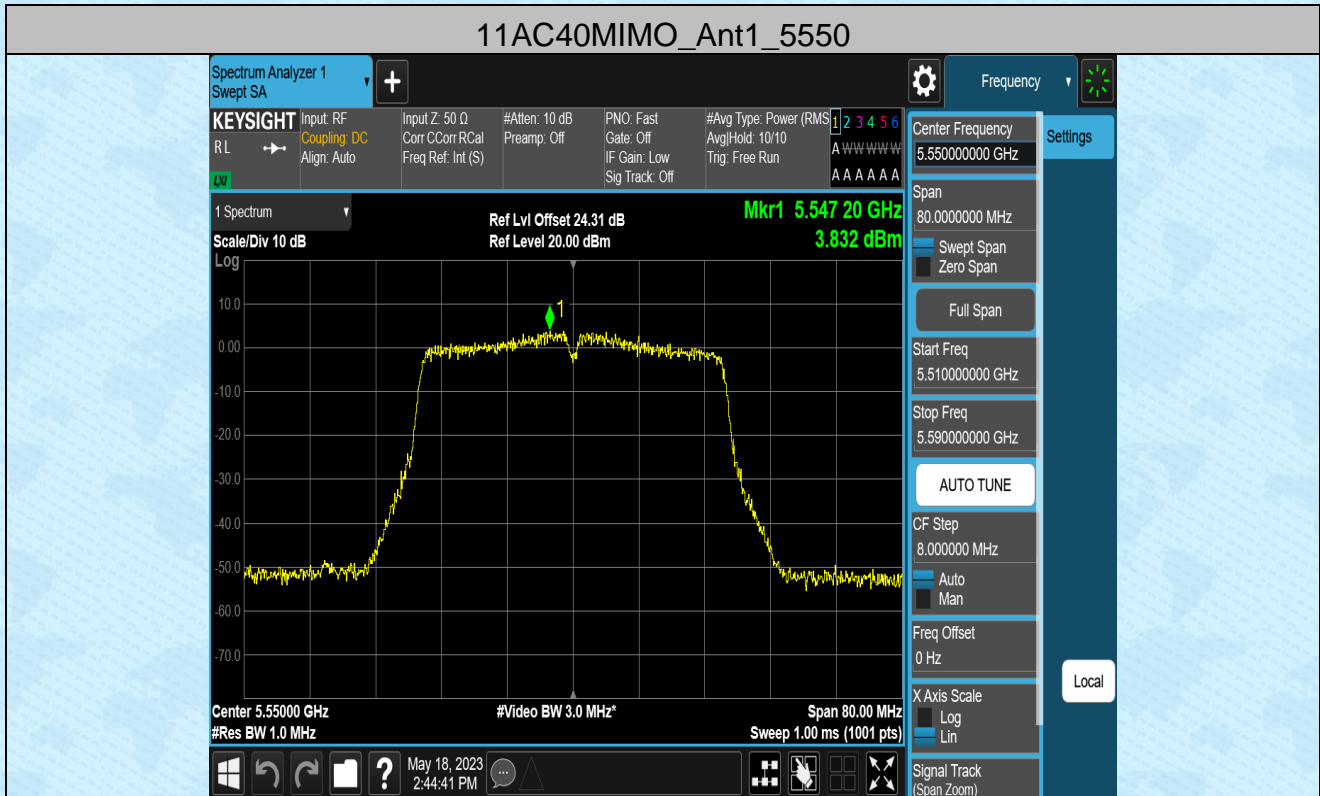 11AC40MIMO_Ant1_5550
Spectrum Analyzer 1
Swept SA
Frequency
KEYSIGHT
RL
LXI
Input: RF
Coupling: DC
Align: Auto
Input Z: 50 Ω
Corr CCorr RCal
Freq Ref: Int (S)
#Atten: 10 dB
Preamp: Off
PNO: Fast
Gate: Off
IF Gain: Low
Sig Track: Off
#Avg Type: Power (RMS
Avg|Hold: 10/10
Trig: Free Run
1 2 3 4 5 6
A W W W W W
A A A A A A
1 Spectrum
Scale/Div 10 dB
Log
Ref Lvl Offset 24.31 dB
Ref Level 20.00 dBm
Mkr1 5.547 20 GHz
3.832 dBm
1
10.0
0.00
-10.0
-20.0
-30.0
-40.0
-50.0
-60.0
-70.0
Center 5.55000 GHz
#Res BW 1.0 MHz
#Video BW 3.0 MHz*
Span 80.00 MHz
Sweep 1.00 ms (1001 pts)
?
May 18, 2023
2:44:41 PM
Center Frequency
5.550000000 GHz
Settings
Span
80.0000000 MHz
Swept Span
Zero Span
Full Span
Start Freq
5.510000000 GHz
Stop Freq
5.590000000 GHz
AUTO TUNE
CF Step
8.000000 MHz
Auto
Man
Freq Offset
0 Hz
X Axis Scale
Log
Lin
Local
Signal Track
(Span Zoom)